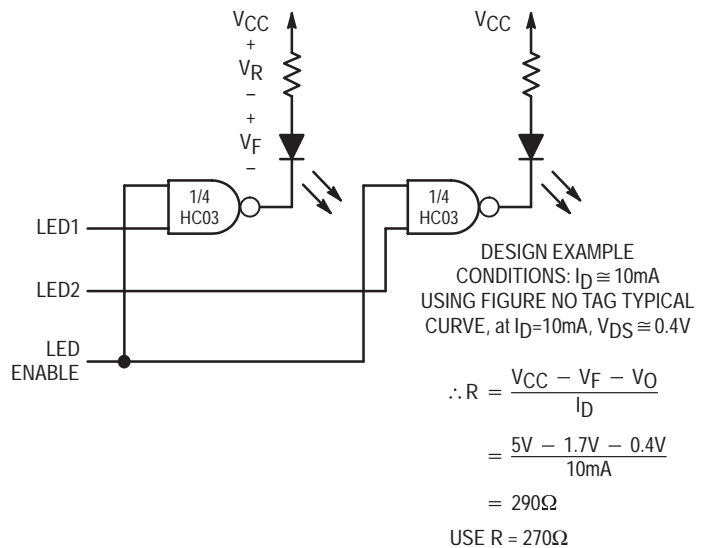 VCC
+
VR
−
+
VF
−
VCC
1/4
HC03
1/4
HC03
LED1
LED2
LED
ENABLE
DESIGN EXAMPLE
CONDITIONS: ID ≅ 10mA
USING FIGURE NO TAG TYPICAL
CURVE, at ID=10mA, VDS ≅ 0.4V
∴ R = VCC − VF − VO
ID
= 5V − 1.7V − 0.4V
10mA
= 290Ω
USE R = 270Ω